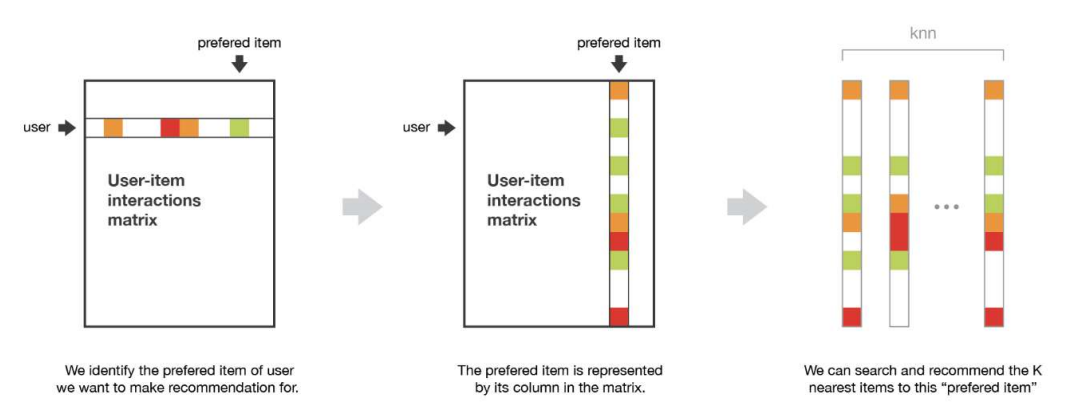 prefered item
user
User-item
interactions
matrix
We identify the prefered item of user
we want to make recommendation for.
prefered item
user
User-item
interactions
matrix
The prefered item is represented
by its column in the matrix.
knn
We can search and recommend the K
nearest items to this “prefered item”